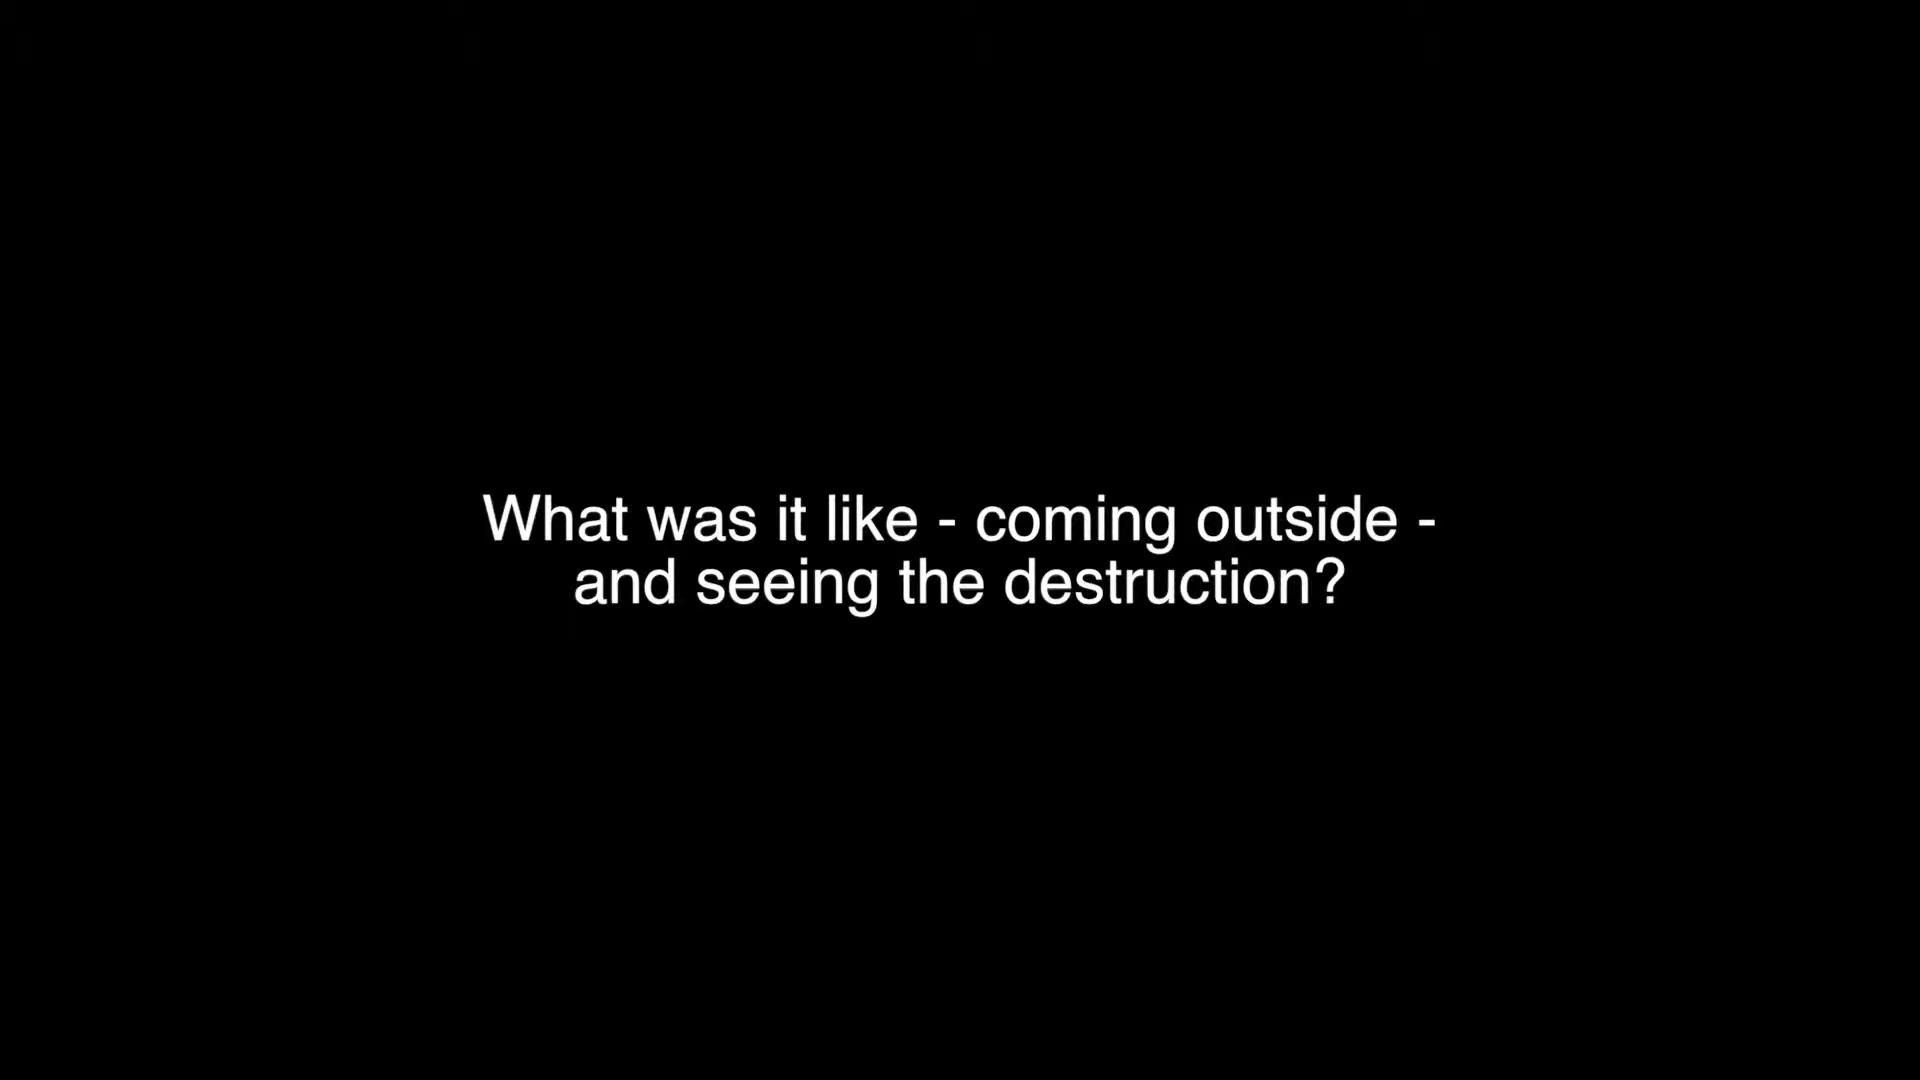 What was it like - coming outside -
and seeing the destruction?